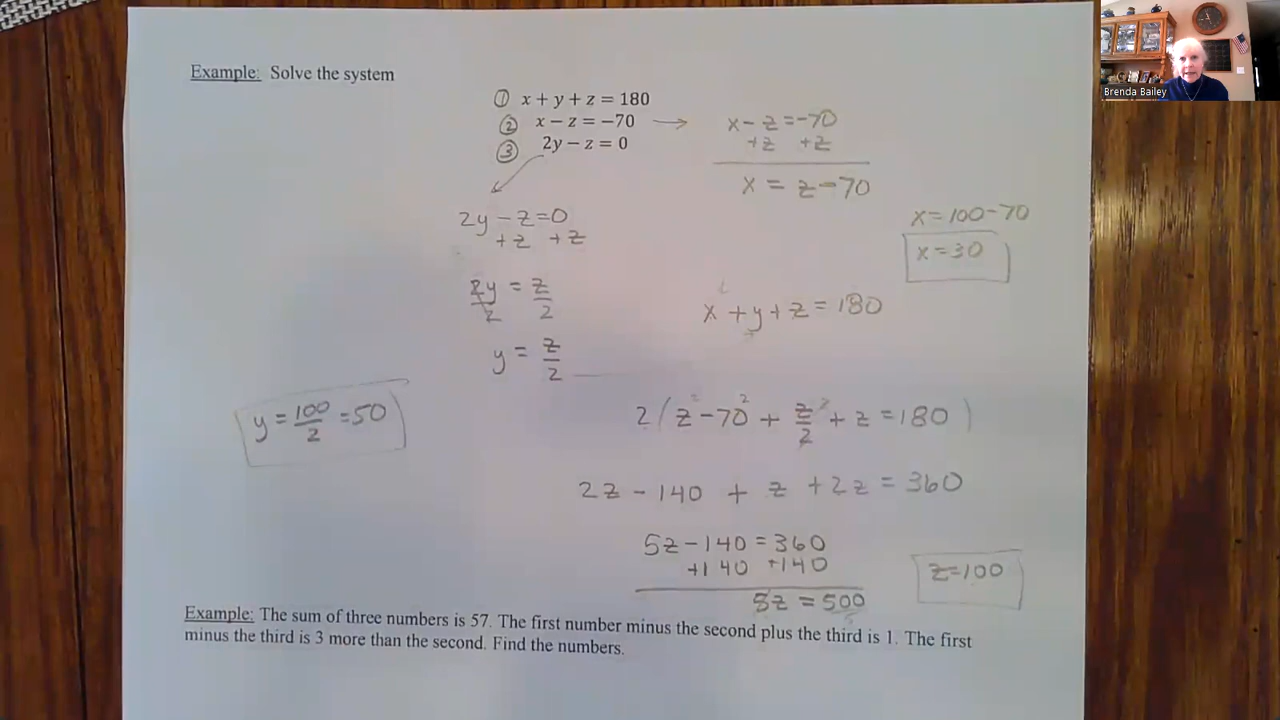 Example: Solve the system
① x + y + z = 180
② x − z = −70 → x − z = −70
③ 2y − z = 0
+z +z
x = z − 70
2y − z = 0
+z +z
x = 100 − 70
x = 30
2y/2 = z/2
x + y + z = 180
y = z/2
y = 100/2 = 50
2(z² − 70² + z/2² + z = 180)
2z − 140 + z + 2z = 360
5z − 140 = 360
+140 +140
z = 100
5z = 500
Example: The sum of three numbers is 57. The first number minus the second plus the third is 1. The first
minus the third is 3 more than the second. Find the numbers.
Brenda Bailey